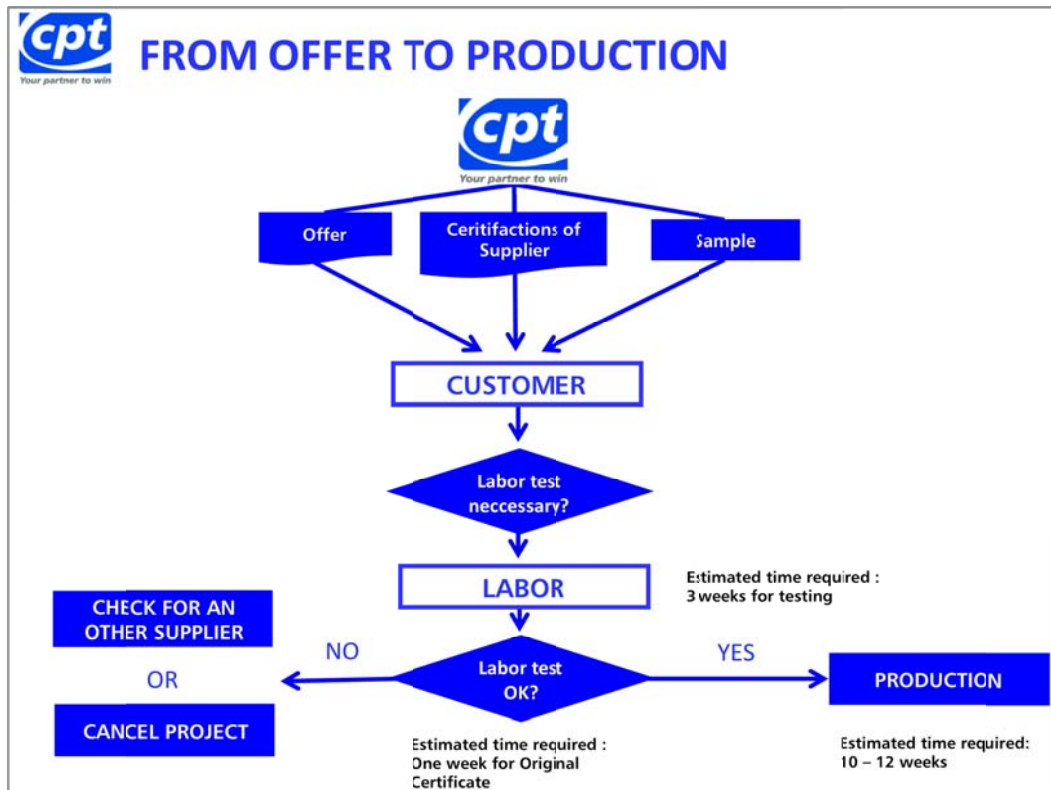 cpt
Your partner to win
FROM OFFER TO PRODUCTION
cpt
Your partner to win
Offer
Ceritifactions of
Supplier
Sample
CUSTOMER
Labor test
neccessary?
LABOR
Estimated time required :
3 weeks for testing
CHECK FOR AN
OTHER SUPPLIER
OR
CANCEL PROJECT
NO
Labor test
OK?
YES
PRODUCTION
Estimated time required :
One week for Original
Certificate
Estimated time required:
10 – 12 weeks